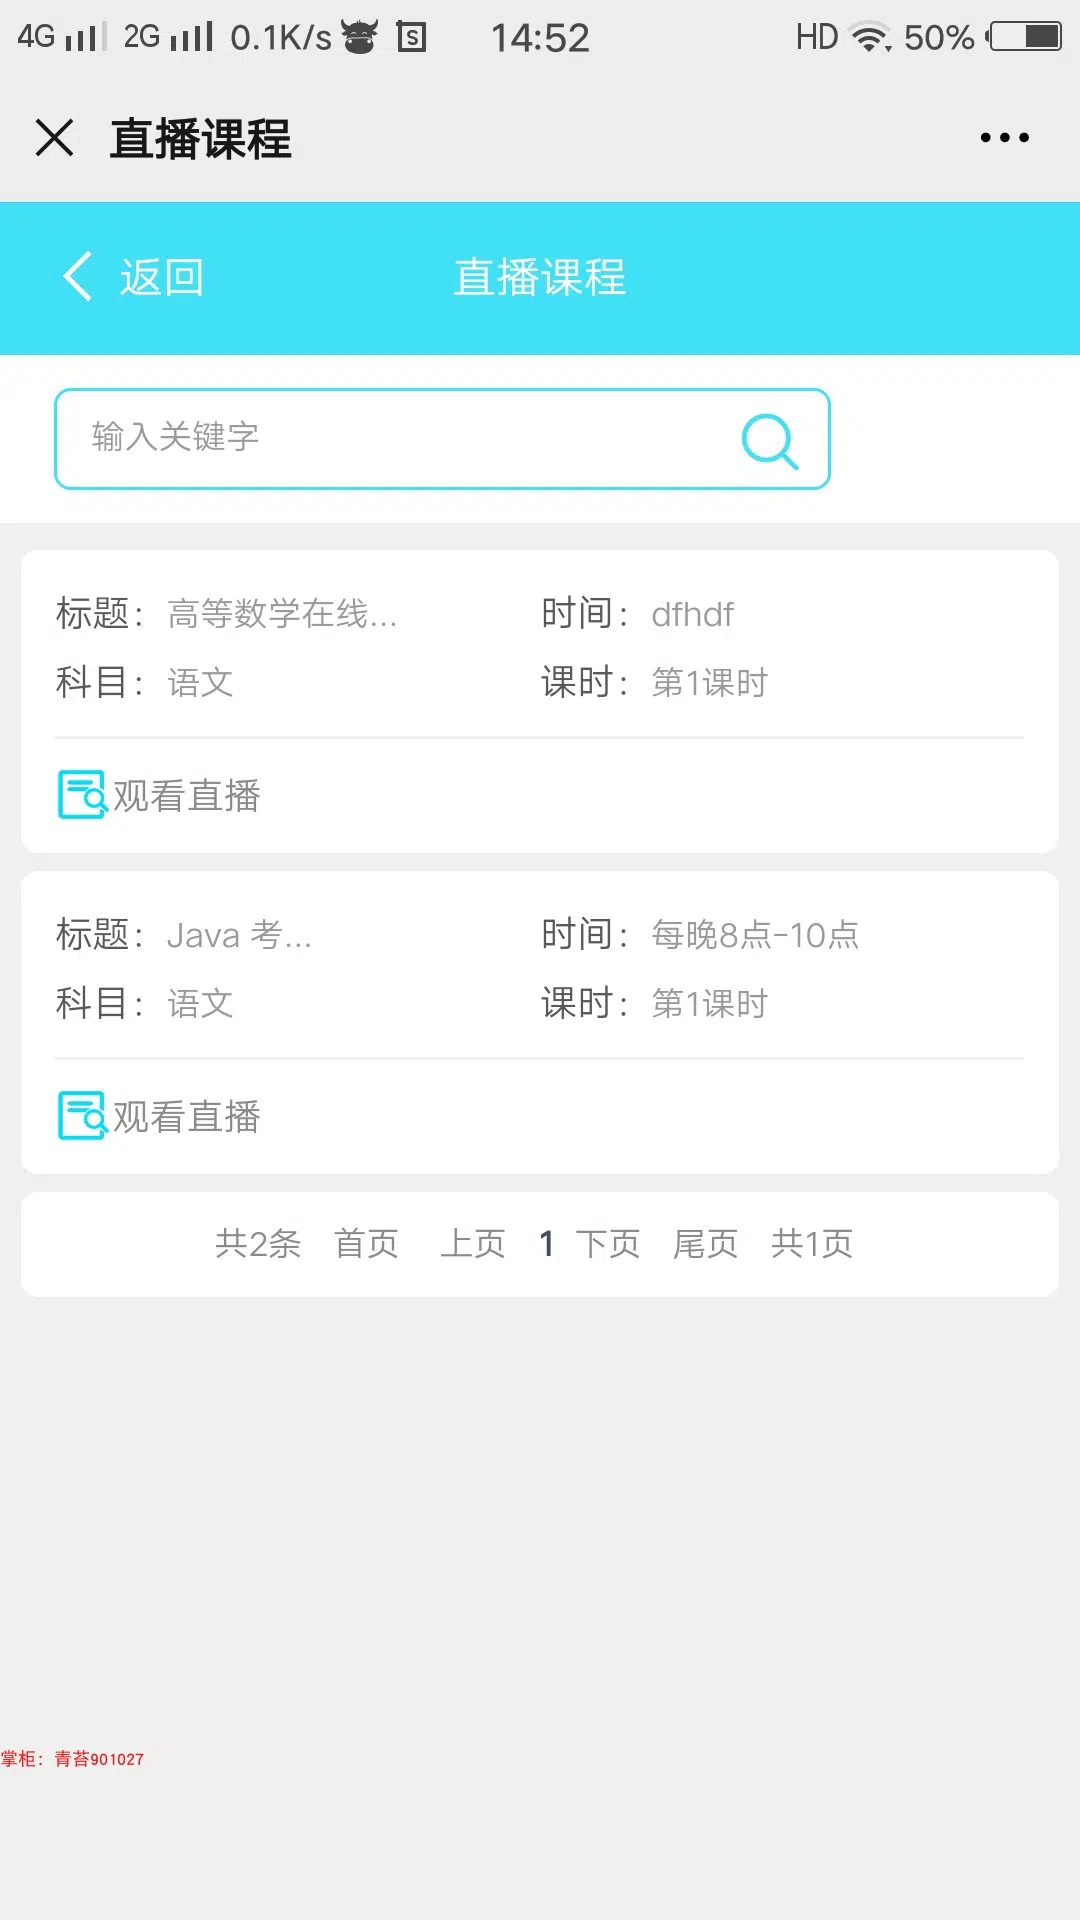 4G 2G 0.1K/s S 14:52 HD 50%
直播课程
返回 直播课程
输入关键字
标题: 高等数学在线... 时间: dfhdf
科目: 语文 课时: 第1课时
观看直播
标题: Java 考... 时间: 每晚8点-10点
科目: 语文 课时: 第1课时
观看直播
共2条 首页 上页 1 下页 尾页 共1页
掌柜: 青苔901027